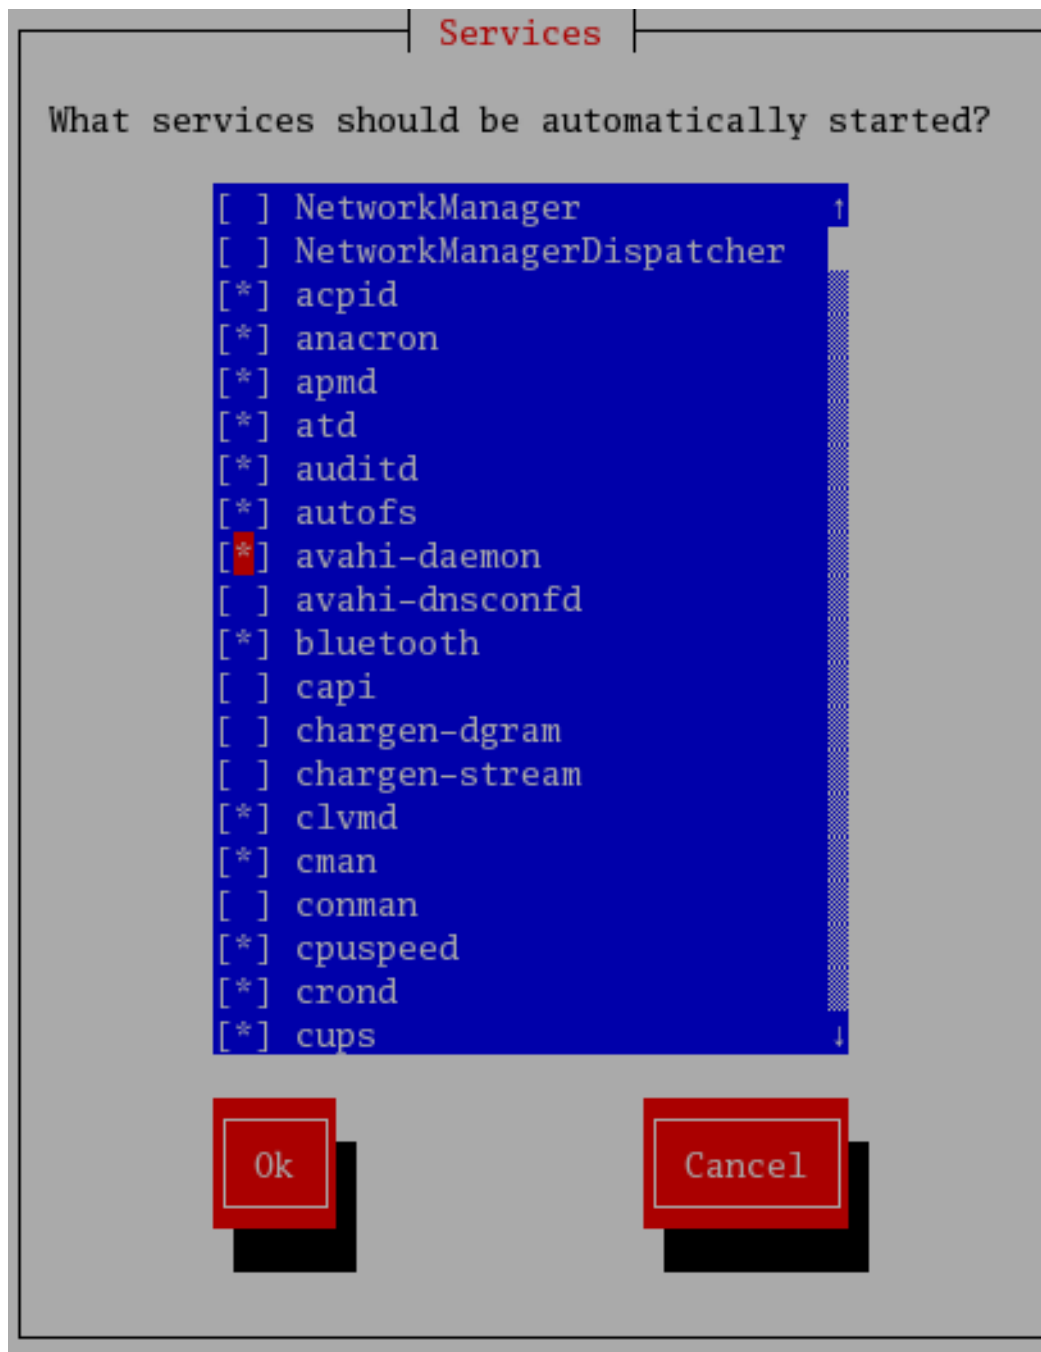 Services
What services should be automatically started?
[ ] NetworkManager ↑
[ ] NetworkManagerDispatcher
[*] acpid
[*] anacron
[*] apmd
[*] atd
[*] auditd
[*] autofs
[*] avahi-daemon
[ ] avahi-dnsconfd
[*] bluetooth
[ ] capi
[ ] chargen-dgram
[ ] chargen-stream
[*] clvmd
[*] cman
[ ] conman
[*] cpuspeed
[*] crond
[*] cups ↓
Ok Cancel